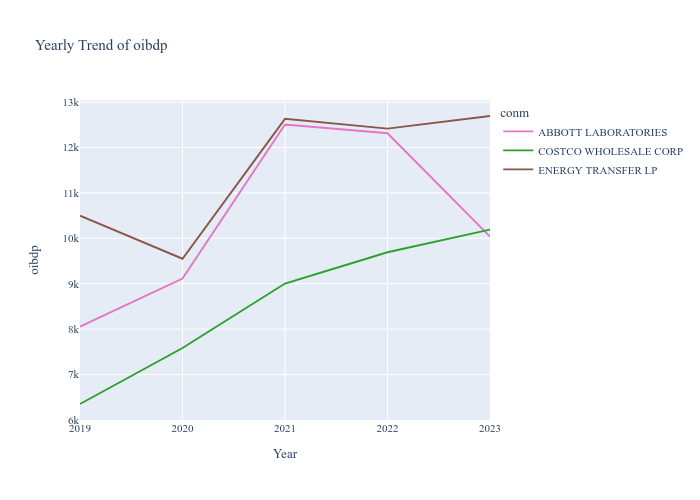 Yearly Trend of oibdp
13k
12k
11k
10k
9k
8k
7k
6k
oibdp
2019 2020 2021 2022 2023
Year
conm
ABBOTT LABORATORIES
COSTCO WHOLESALE CORP
ENERGY TRANSFER LP